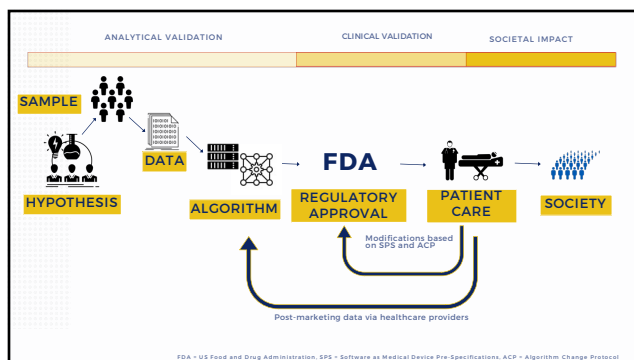 ANALYTICAL VALIDATION
CLINICAL VALIDATION
SOCIETAL IMPACT
SAMPLE
HYPOTHESIS
DATA
ALGORITHM
FDA
REGULATORY
APPROVAL
PATIENT
CARE
SOCIETY
Modifications based
on SPS and ACP
Post-marketing data via healthcare providers
FDA = US Food and Drug Administration, SPS = Software as Medical Device Pre-Specifications, ACP = Algorithm Change Protocol